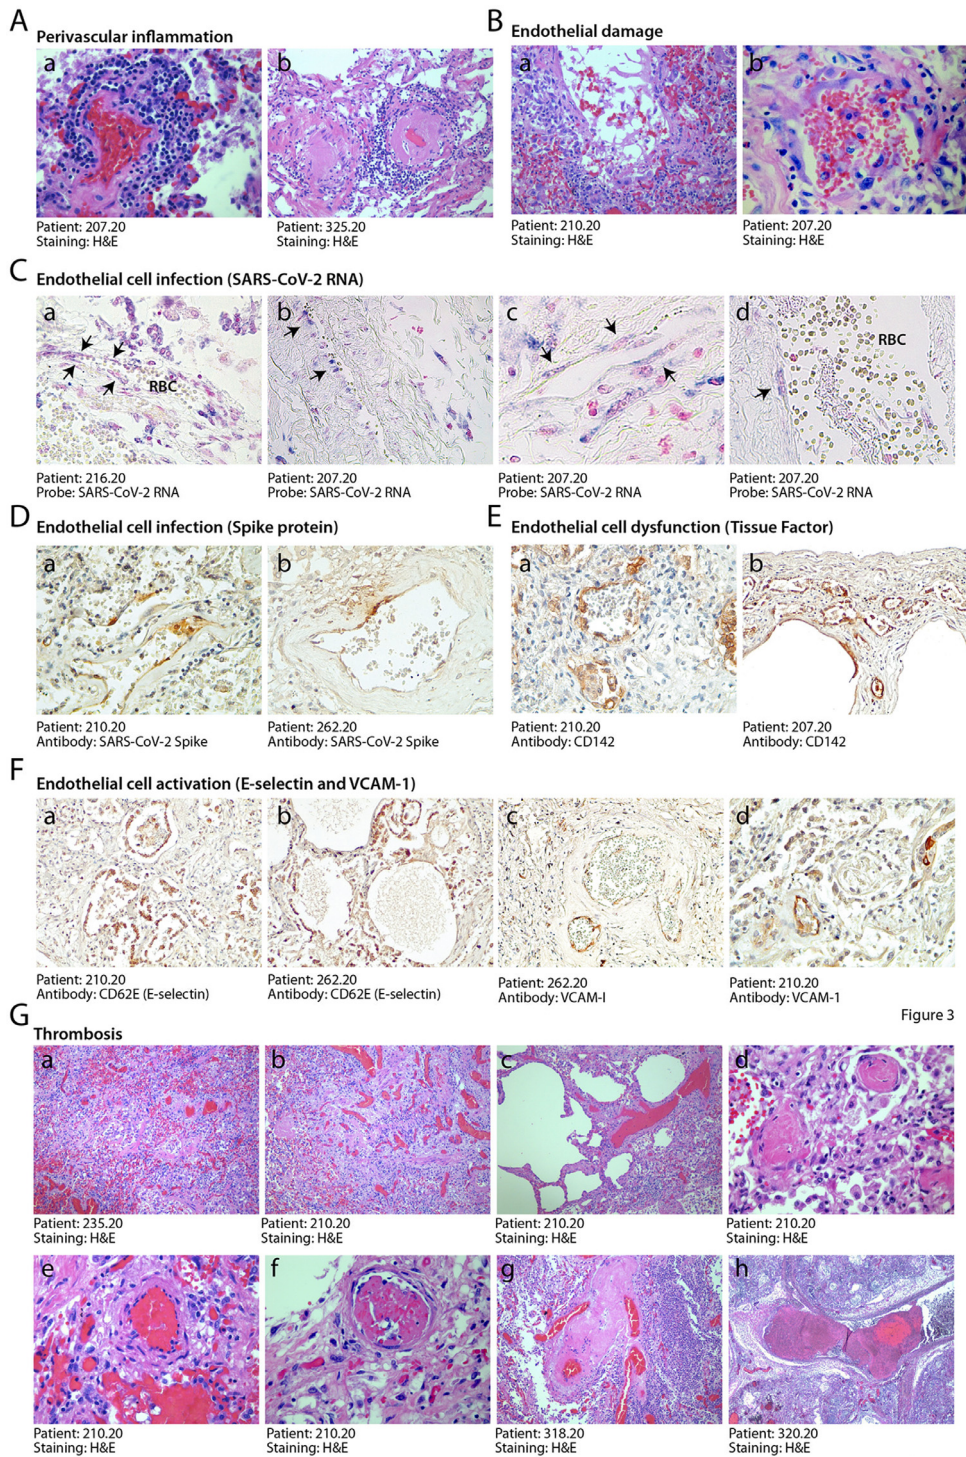 A Perivascular inflammation
B Endothelial damage
a
b
a
b
Patient: 207.20
Staining: H&E
Patient: 325.20
Staining: H&E
Patient: 210.20
Staining: H&E
Patient: 207.20
Staining: H&E
C Endothelial cell infection (SARS-CoV-2 RNA)
a
RBC
b
c
d
RBC
Patient: 216.20
Probe: SARS-CoV-2 RNA
Patient: 207.20
Probe: SARS-CoV-2 RNA
Patient: 207.20
Probe: SARS-CoV-2 RNA
Patient: 207.20
Probe: SARS-CoV-2 RNA
D Endothelial cell infection (Spike protein)
E Endothelial cell dysfunction (Tissue Factor)
a
b
a
b
Patient: 210.20
Antibody: SARS-CoV-2 Spike
Patient: 262.20
Antibody: SARS-CoV-2 Spike
Patient: 210.20
Antibody: CD142
Patient: 207.20
Antibody: CD142
F Endothelial cell activation (E-selectin and VCAM-1)
a
b
c
d
Patient: 210.20
Antibody: CD62E (E-selectin)
Patient: 262.20
Antibody: CD62E (E-selectin)
Patient: 262.20
Antibody: VCAM-I
Patient: 210.20
Antibody: VCAM-1
Figure 3
G Thrombosis
a
b
c
d
Patient: 235.20
Staining: H&E
Patient: 210.20
Staining: H&E
Patient: 210.20
Staining: H&E
Patient: 210.20
Staining: H&E
e
f
g
h
Patient: 210.20
Staining: H&E
Patient: 210.20
Staining: H&E
Patient: 318.20
Staining: H&E
Patient: 320.20
Staining: H&E